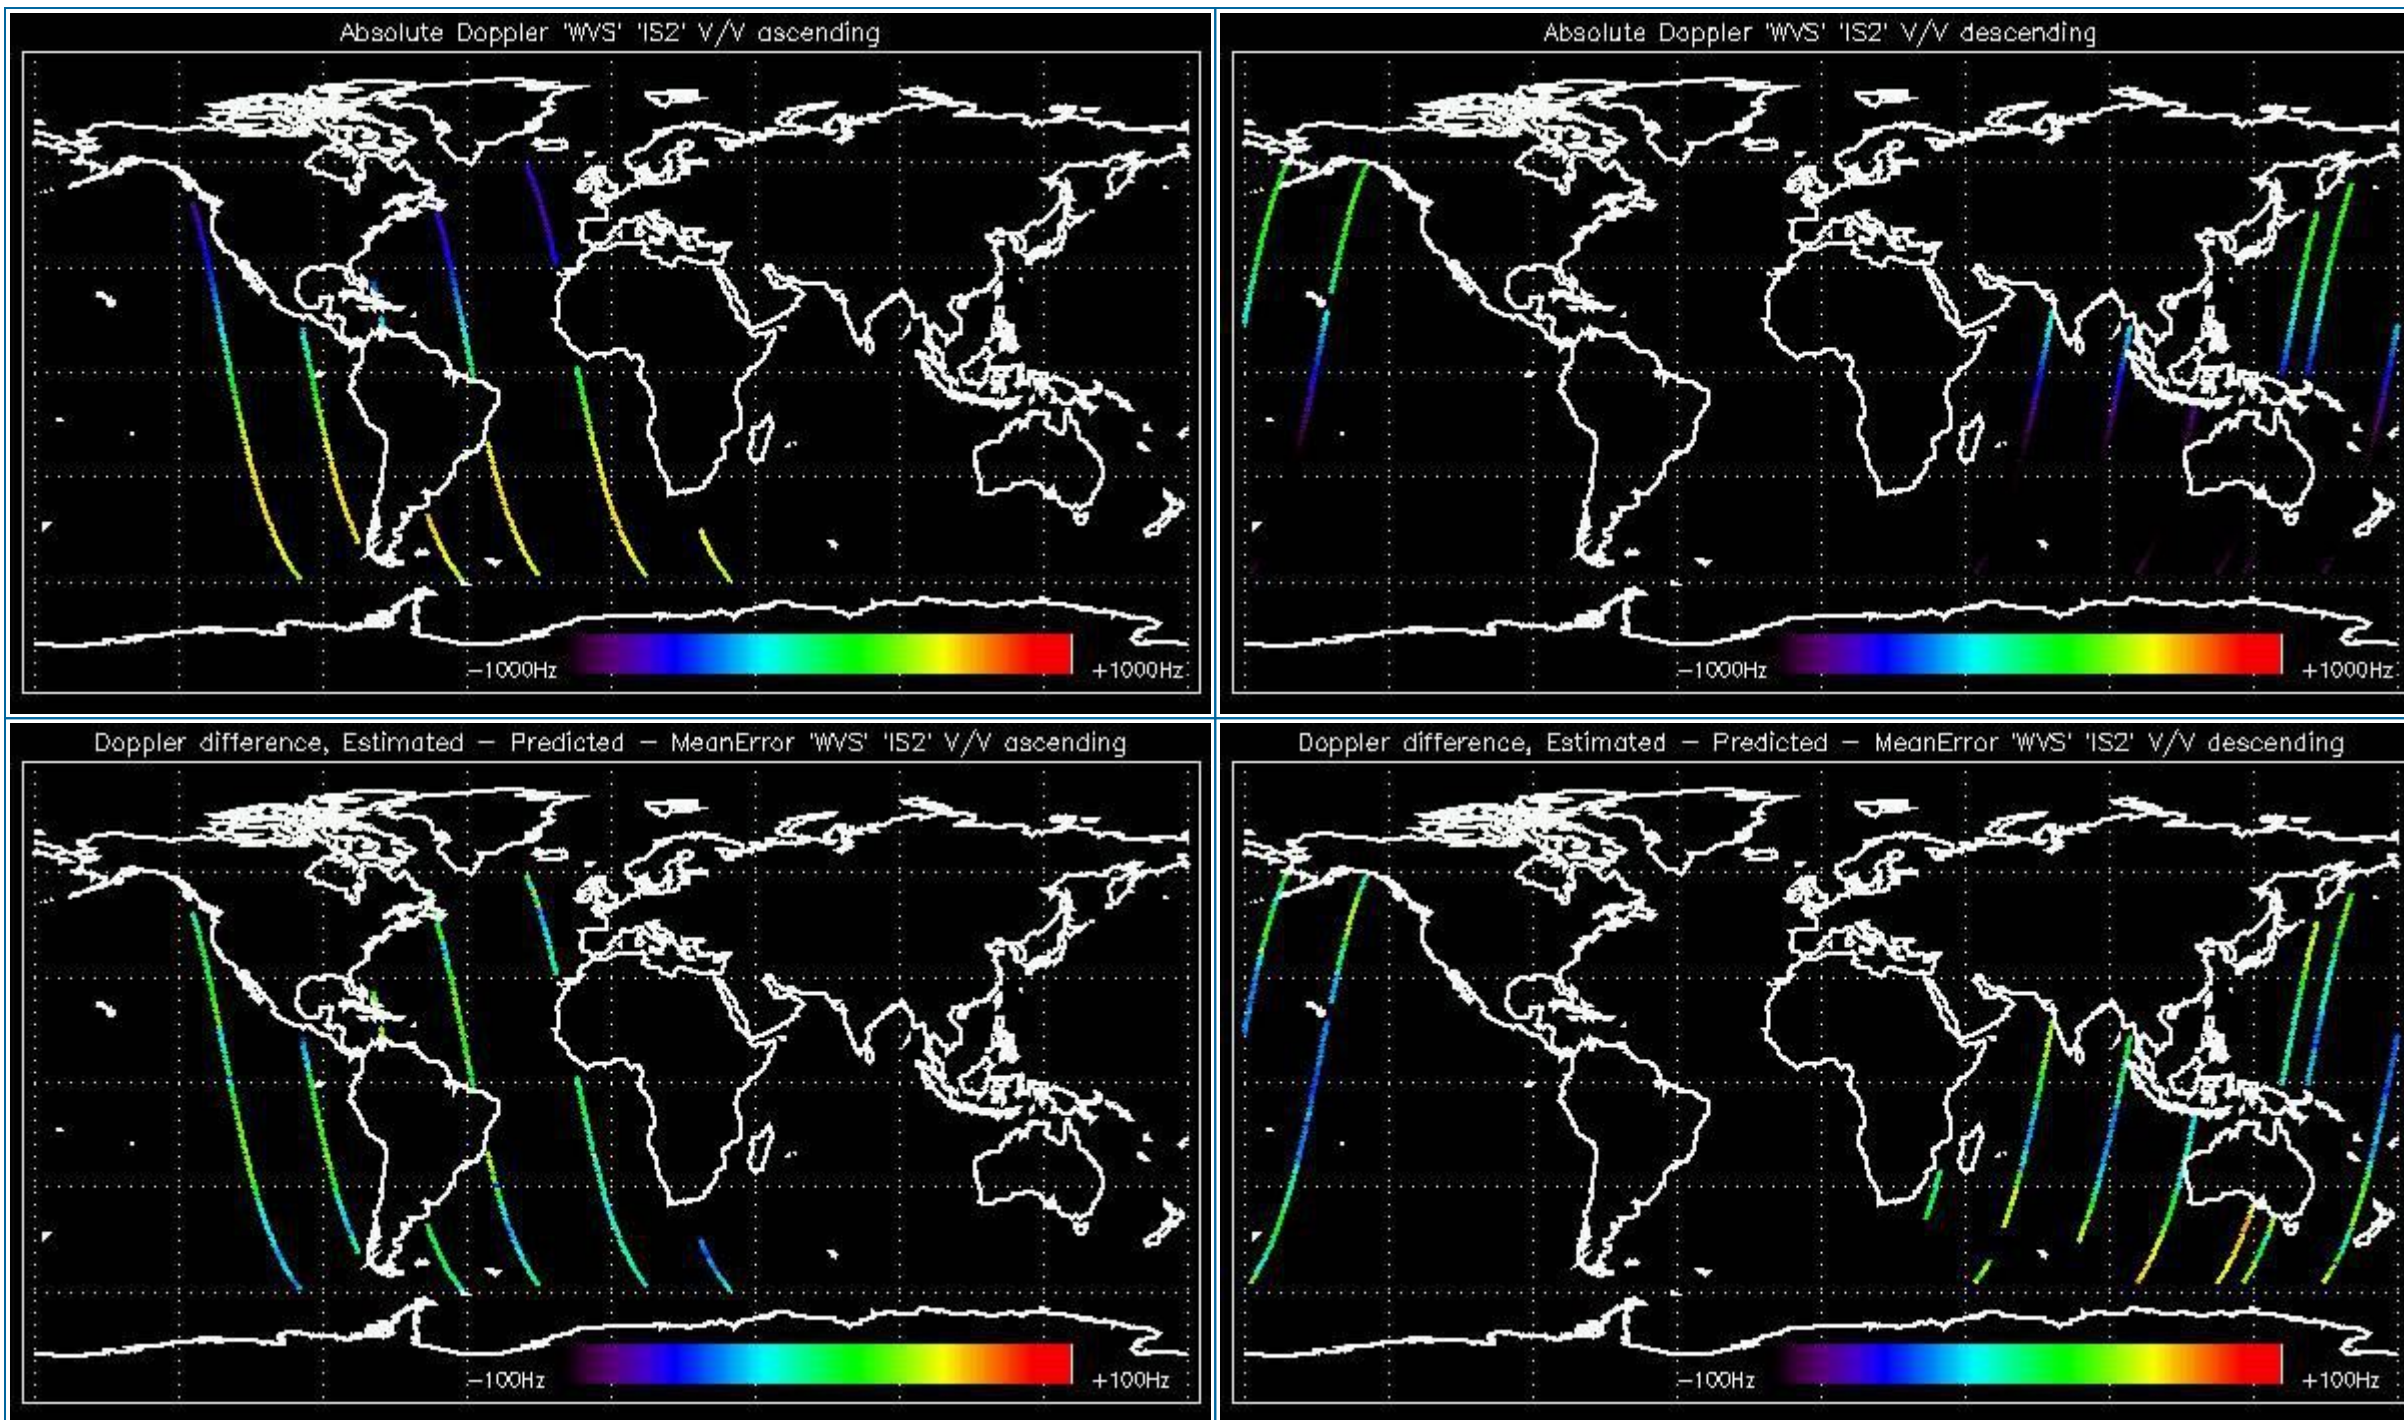 Absolute Doppler 'WVS' 'IS2' V/V ascending
-1000Hz
+1000Hz
Absolute Doppler 'WVS' 'IS2' V/V descending
-1000Hz
+1000Hz
Doppler difference, Estimated - Predicted - MeanError 'WVS' 'IS2' V/V ascending
-100Hz
+100Hz
Doppler difference, Estimated - Predicted - MeanError 'WVS' 'IS2' V/V descending
-100Hz
+100Hz